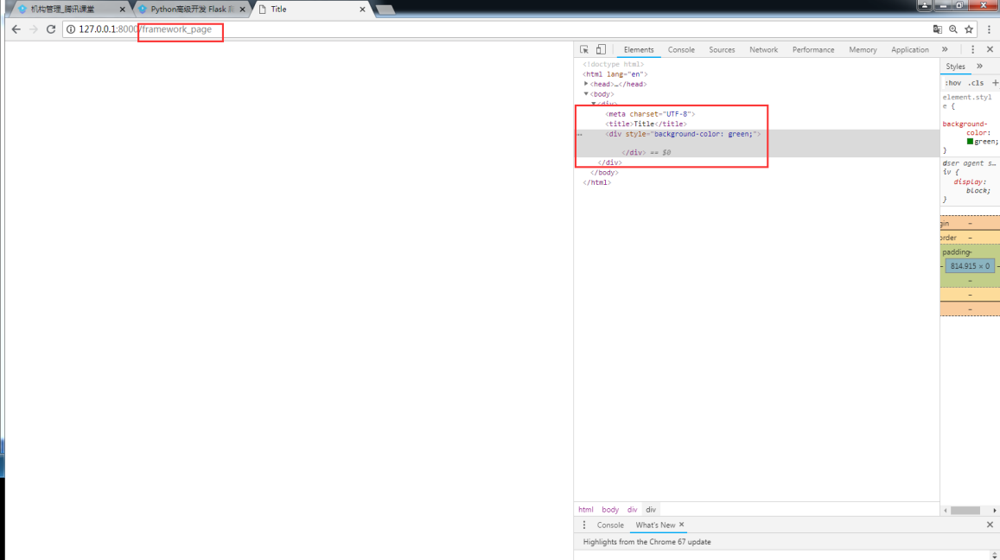 机构管理_腾讯课堂 Python高级开发 Flask Title
127.0.0.1:8000/framework_page
Elements Console Sources Network Performance Memory Application »
<!doctype html>
<html lang="en">
<head>…</head>
<body>
<div>
<meta charset="UTF-8">
<title>Title</title>
<div style="background-color: green;">
</div> == $0
</div>
</body>
</html>
Styles »
:hov .cls +
element.styl
e {
background-
color:
green;
}
user agent s…
iv {
display:
block;
}
gin –
order –
padding-
– 814.915 × 0 –
–
–
–
html body div div
Console What's New ×
Highlights from the Chrome 67 update